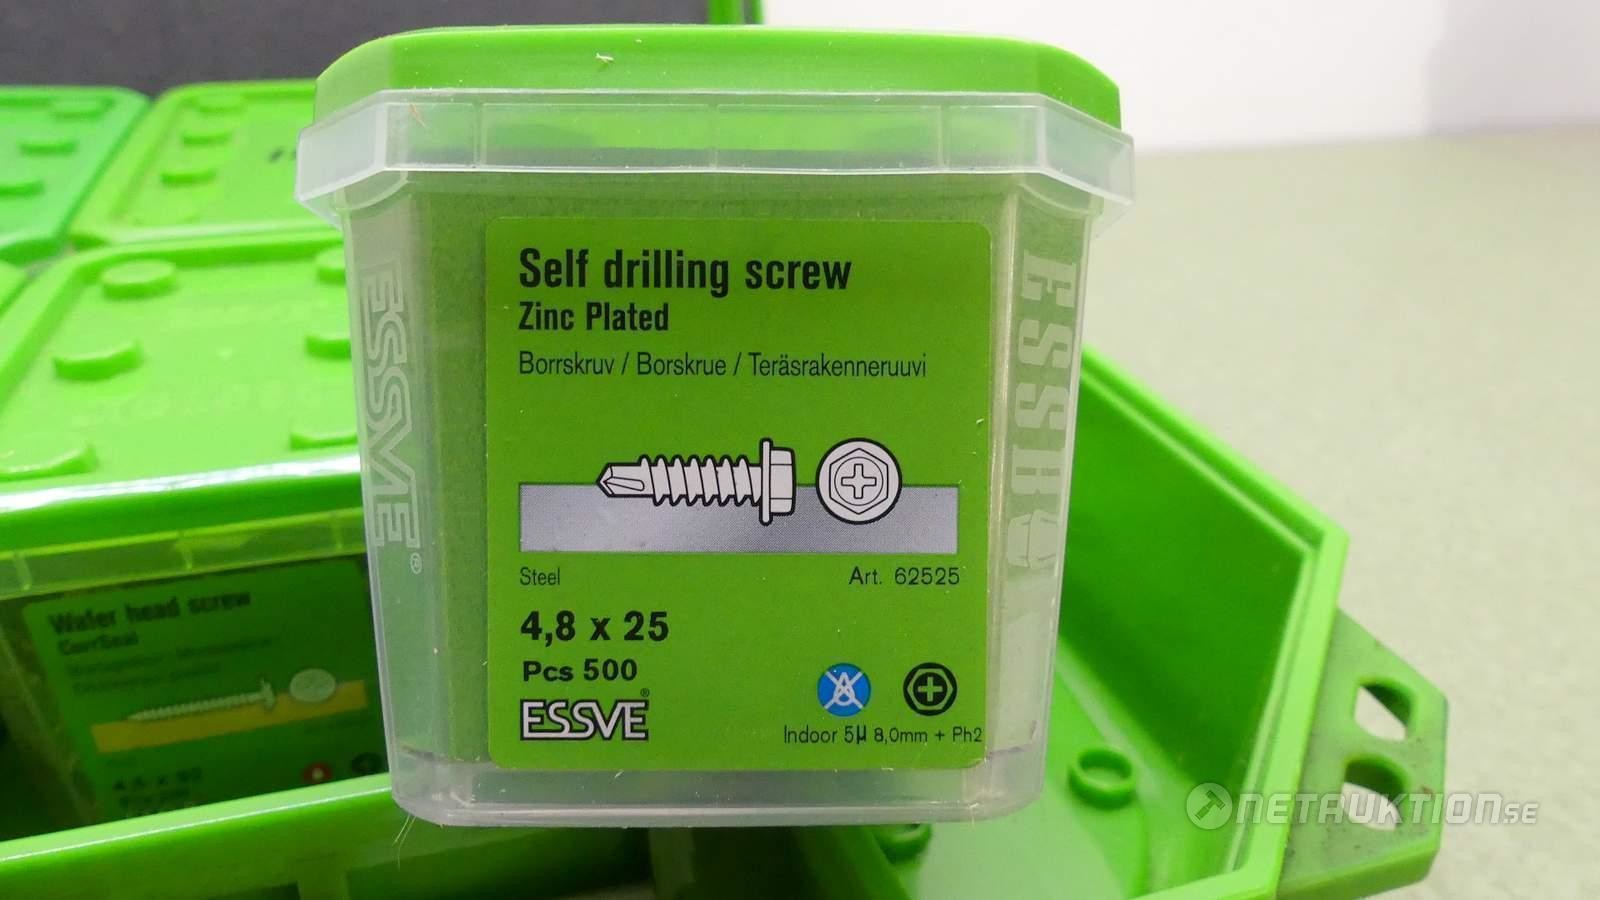 Self drilling screw
Zinc Plated
Borrskruv / Borskrue / Teräsrakenneruuvi
Steel
Art. 62525
4,8 x 25
Pcs 500
ESSVE®
Indoor 5µ 8,0mm + Ph2
ESSVE®
ESSVE
Wafer head screw
CorrSeal
NETAUKTION.SE